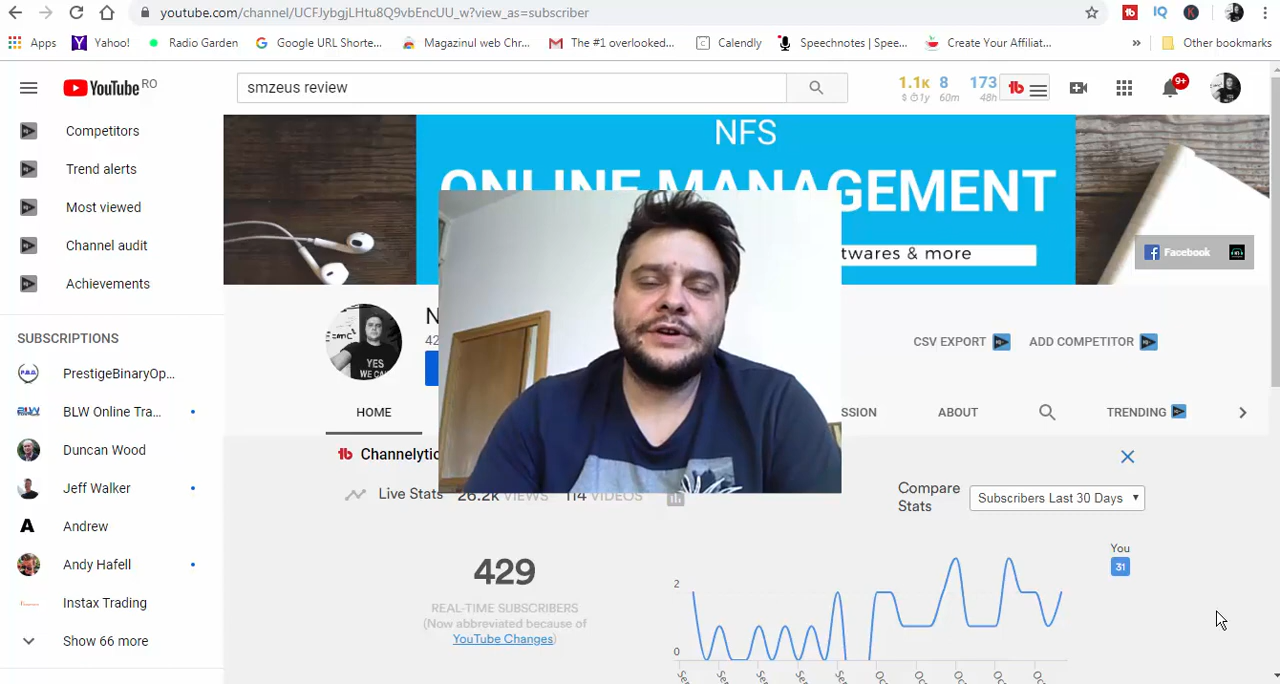 youtube.com/channel/UCFJybgjLHtu8Q9vbEncUU_w?view_as=subscriber
Apps
Yahoo!
Radio Garden
Google URL Shorte...
Magazinul web Chr...
The #1 overlooked...
Calendly
Speechnotes | Spee...
Create Your Affiliat...
»
Other bookmarks
YouTube RO
smzeus review
1.1K 8 173
$ 1y 60m 48h
tb
9+
Competitors
Trend alerts
Most viewed
Channel audit
Achievements
SUBSCRIPTIONS
PrestigeBinaryOp...
BLW Online Tra...
Duncan Wood
Jeff Walker
Andrew
Andy Hafell
Instax Trading
Show 66 more
NFS
ONLINE MANAGEMENT
twares & more
Facebook
YES
WE CAN
N
42
CSV EXPORT
ADD COMPETITOR
HOME
SSION
ABOUT
TRENDING
tb Channelytic
Live Stats
26.2k VIEWS 114 VIDEOS
Compare
Stats
Subscribers Last 30 Days
429
REAL-TIME SUBSCRIBERS
(Now abbreviated because of
YouTube Changes)
2
0
You
31